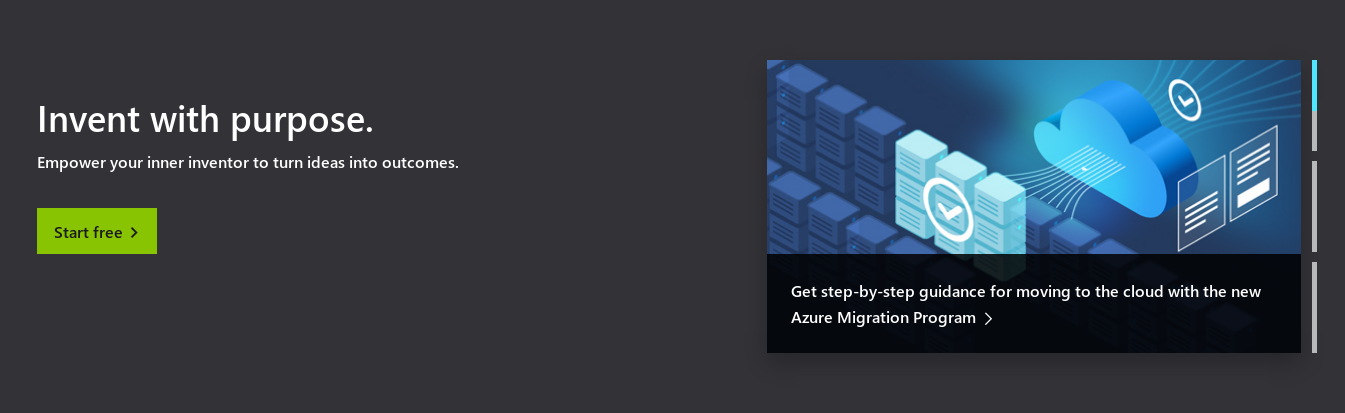 Invent with purpose.
Empower your inner inventor to turn ideas into outcomes.
Start free
Get step-by-step guidance for moving to the cloud with the new
Azure Migration Program